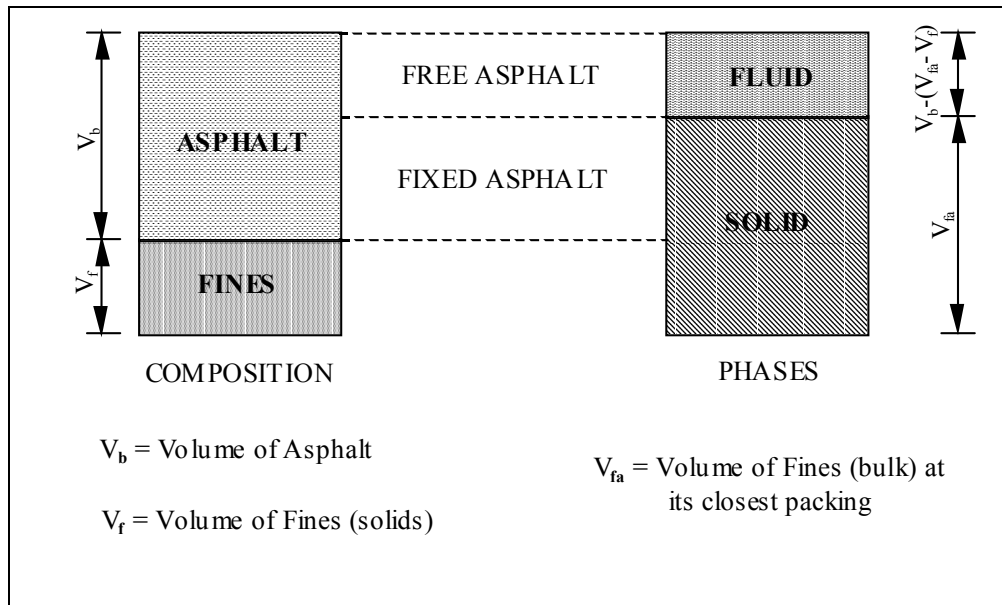 FREE ASPHALT
FLUID
V_b-(V_fa-V_f)
V_b
ASPHALT
FIXED ASPHALT
SOLID
V_fa
V_f
FINES
COMPOSITION
PHASES
V_b = Volume of Asphalt
V_fa = Volume of Fines (bulk) at
its closest packing
V_f = Volume of Fines (solids)